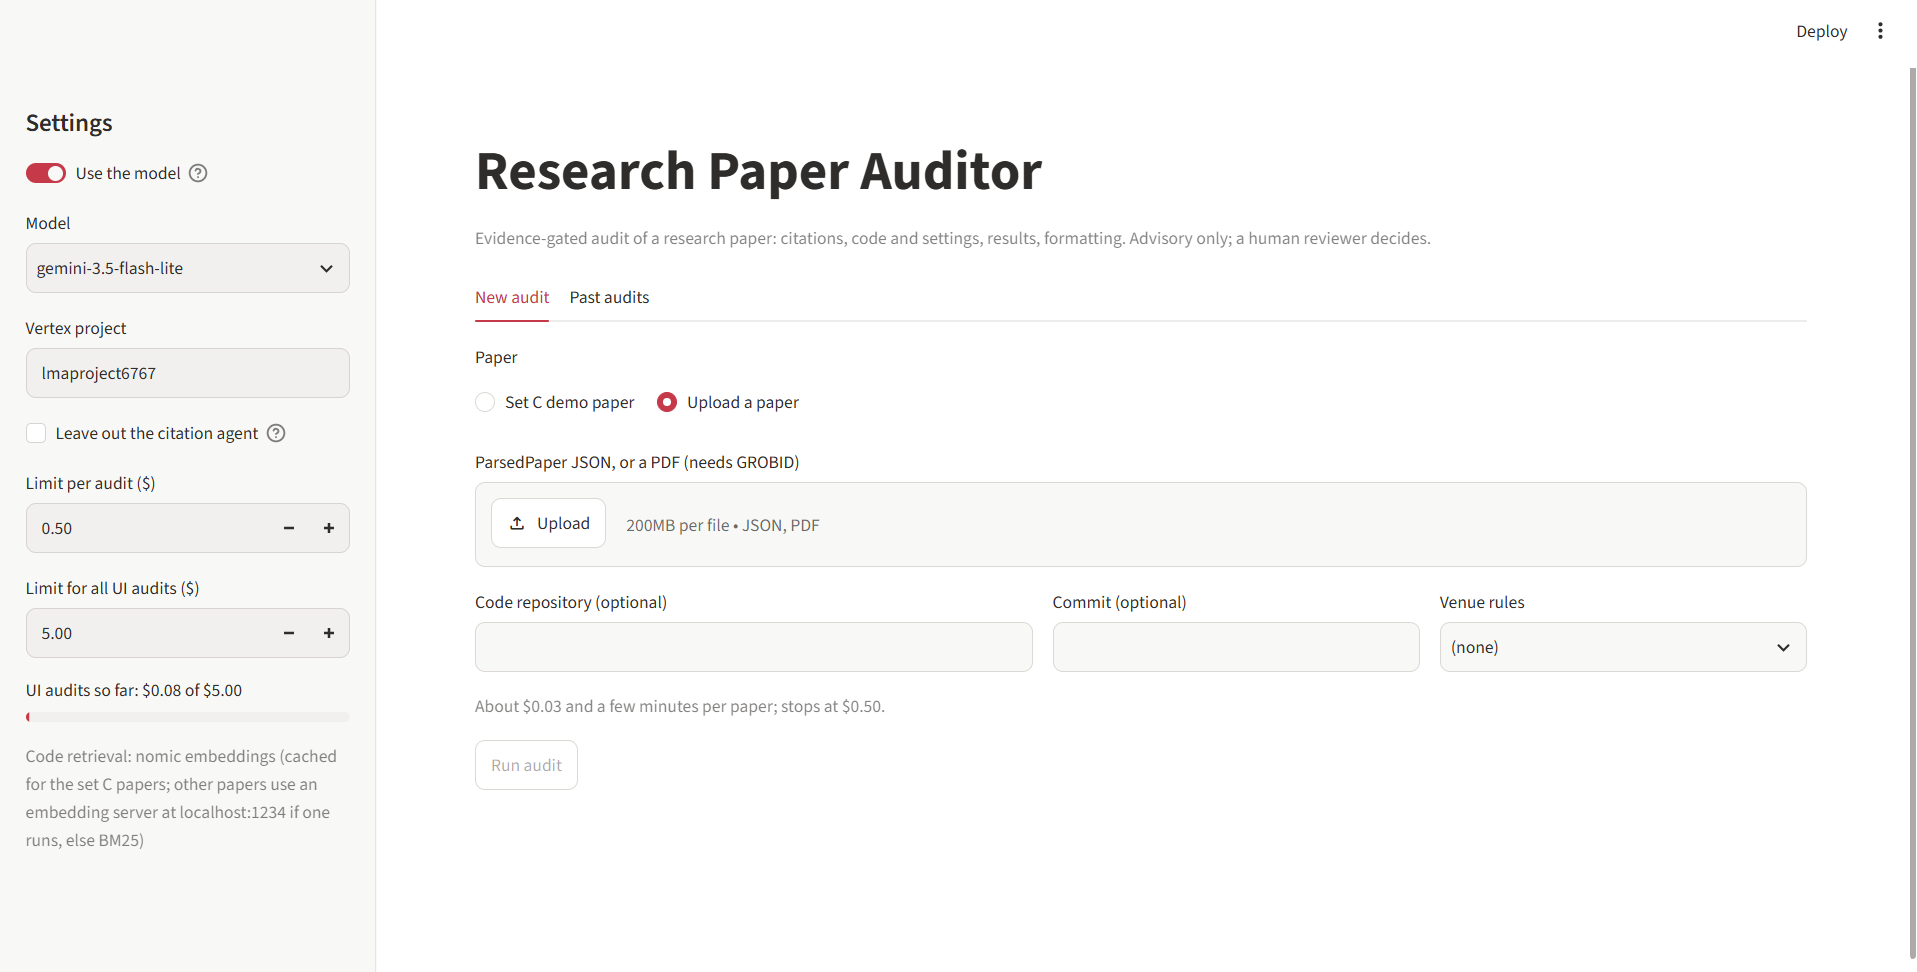 Deploy
Settings
Use the model
Model
gemini-3.5-flash-lite
Vertex project
lmaproject6767
Leave out the citation agent
Limit per audit ($)
0.50
Limit for all UI audits ($)
5.00
UI audits so far: $0.08 of $5.00
Code retrieval: nomic embeddings (cached
for the set C papers; other papers use an
embedding server at localhost:1234 if one
runs, else BM25)
Research Paper Auditor
Evidence-gated audit of a research paper: citations, code and settings, results, formatting. Advisory only; a human reviewer decides.
New audit Past audits
Paper
Set C demo paper Upload a paper
ParsedPaper JSON, or a PDF (needs GROBID)
Upload 200MB per file • JSON, PDF
Code repository (optional) Commit (optional) Venue rules
(none)
About $0.03 and a few minutes per paper; stops at $0.50.
Run audit